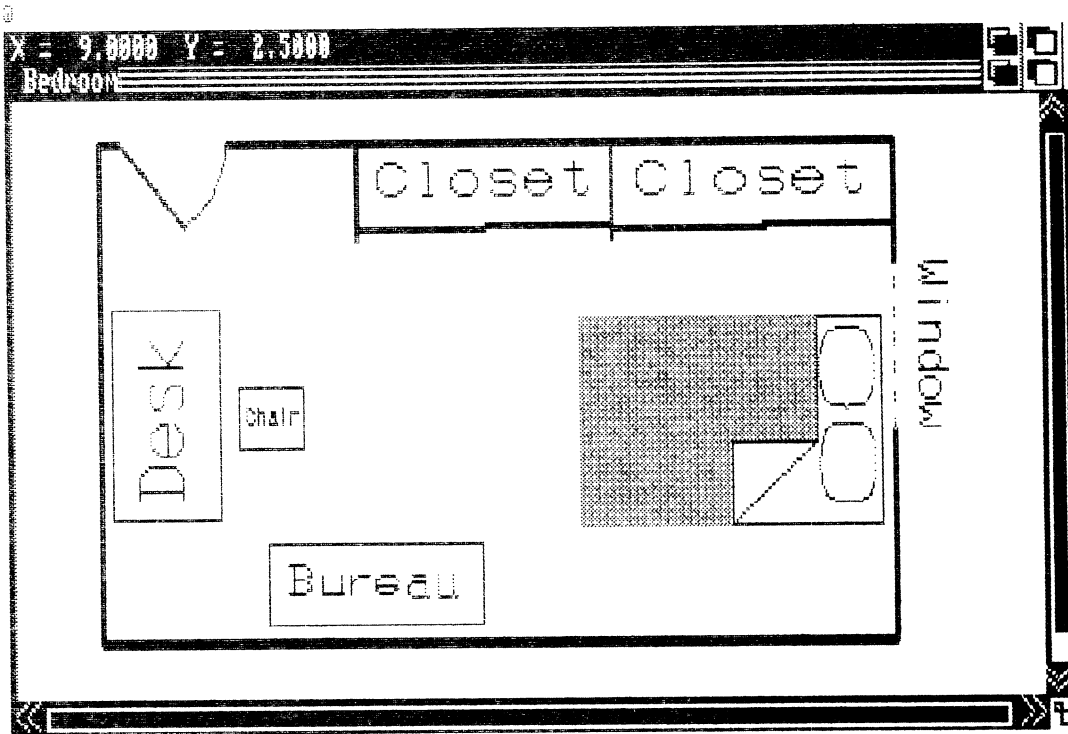 X = 9.0000 Y = 2.5000
Bedroom
Closet
Closet
Window
Desk
Chair
Bureau